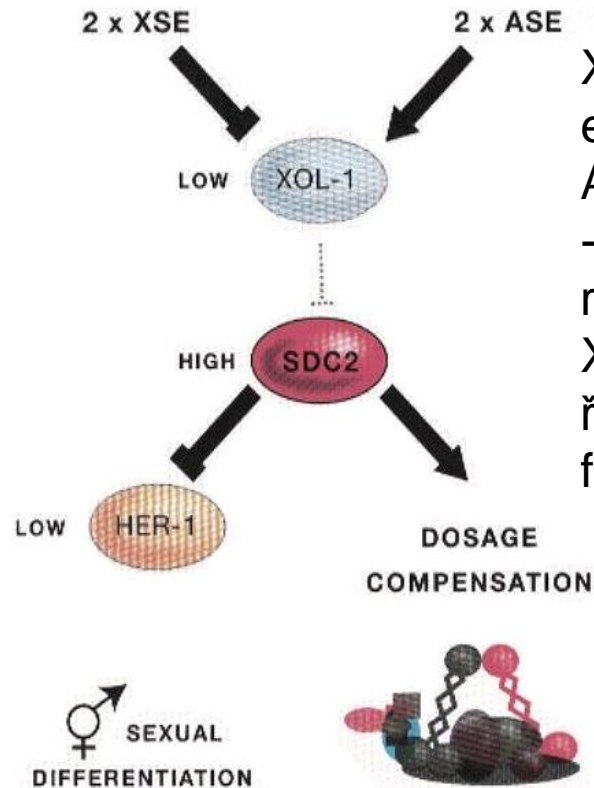 2 x XSE
2 x ASE
LOW
XOL-1
HIGH
SDC2
LOW
HER-1
DOSAGE
COMPENSATION
SEXUAL
DIFFERENTIATION